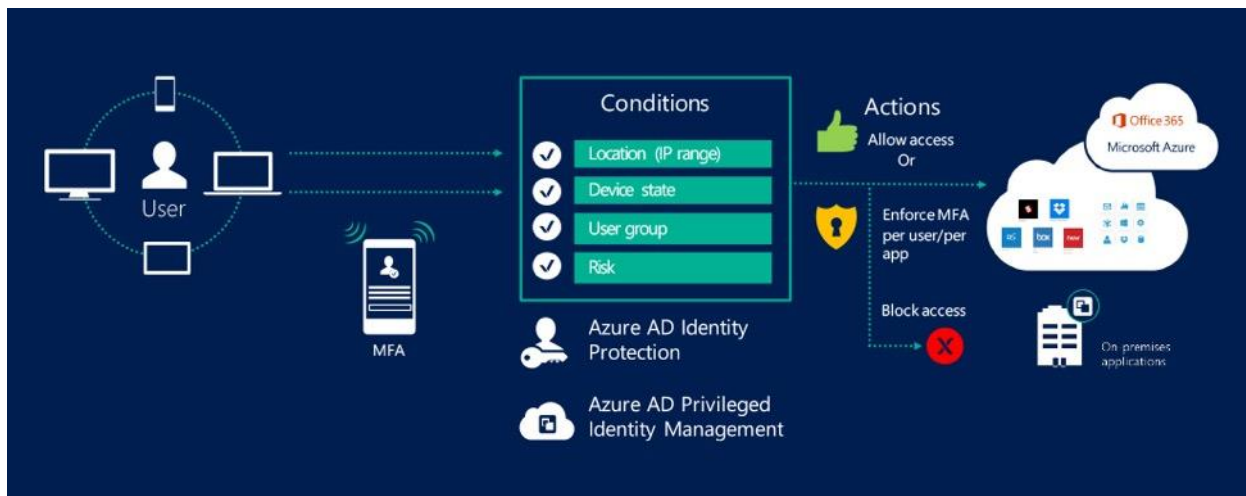 User
MFA
Conditions
Location (IP range)
Device state
User group
Risk
Azure AD Identity
Protection
Azure AD Privileged
Identity Management
Actions
Allow access
Or
Enforce MFA
per user/per
app
Block access
X
Office 365
Microsoft Azure
box
On-premises
applications